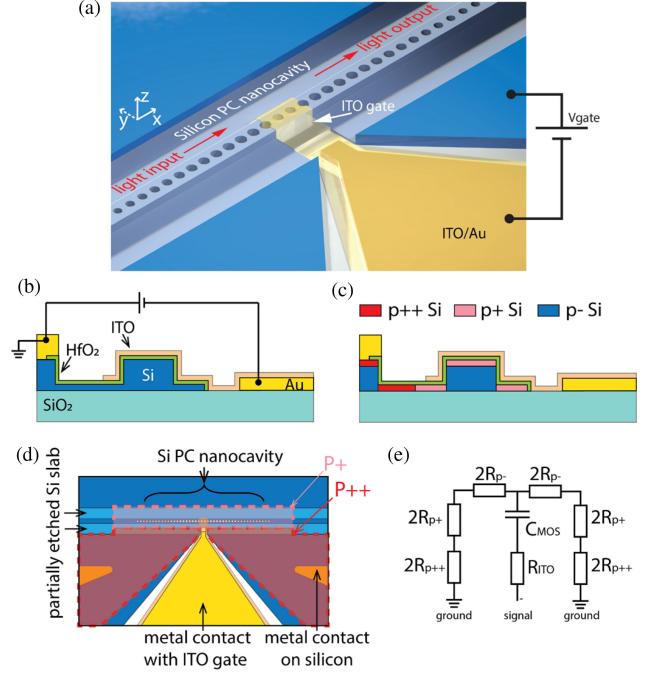 (a)
light output
Silicon PC nanocavity
ITO gate
light input
z
y
x
Vgate
ITO/Au
(b)
(c)
ITO
HfO₂
Si
Au
SiO₂
p++ Si
p+ Si
p- Si
(d)
Si PC nanocavity
P+
P++
partially etched Si slab
metal contact
with ITO gate
metal contact
on silicon
(e)
2Rp-
2Rp-
2Rp+
CMOS
2Rp+
2Rp++
RITO
2Rp++
-
ground
signal
ground